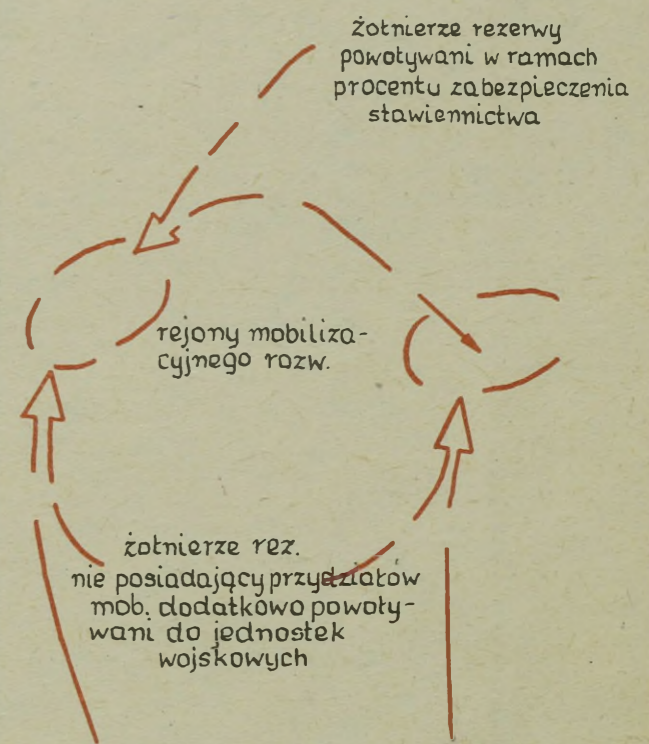 żołnierze rezerwy
powoływani w ramach
procentu zabezpieczenia
stawiennictwa
rejony mobiliza-
cyjnego rozw.
żołnierze rez.
nie posiadający przydziałów
mob. dodatkowo powoły-
wani do jednostek
wojskowych